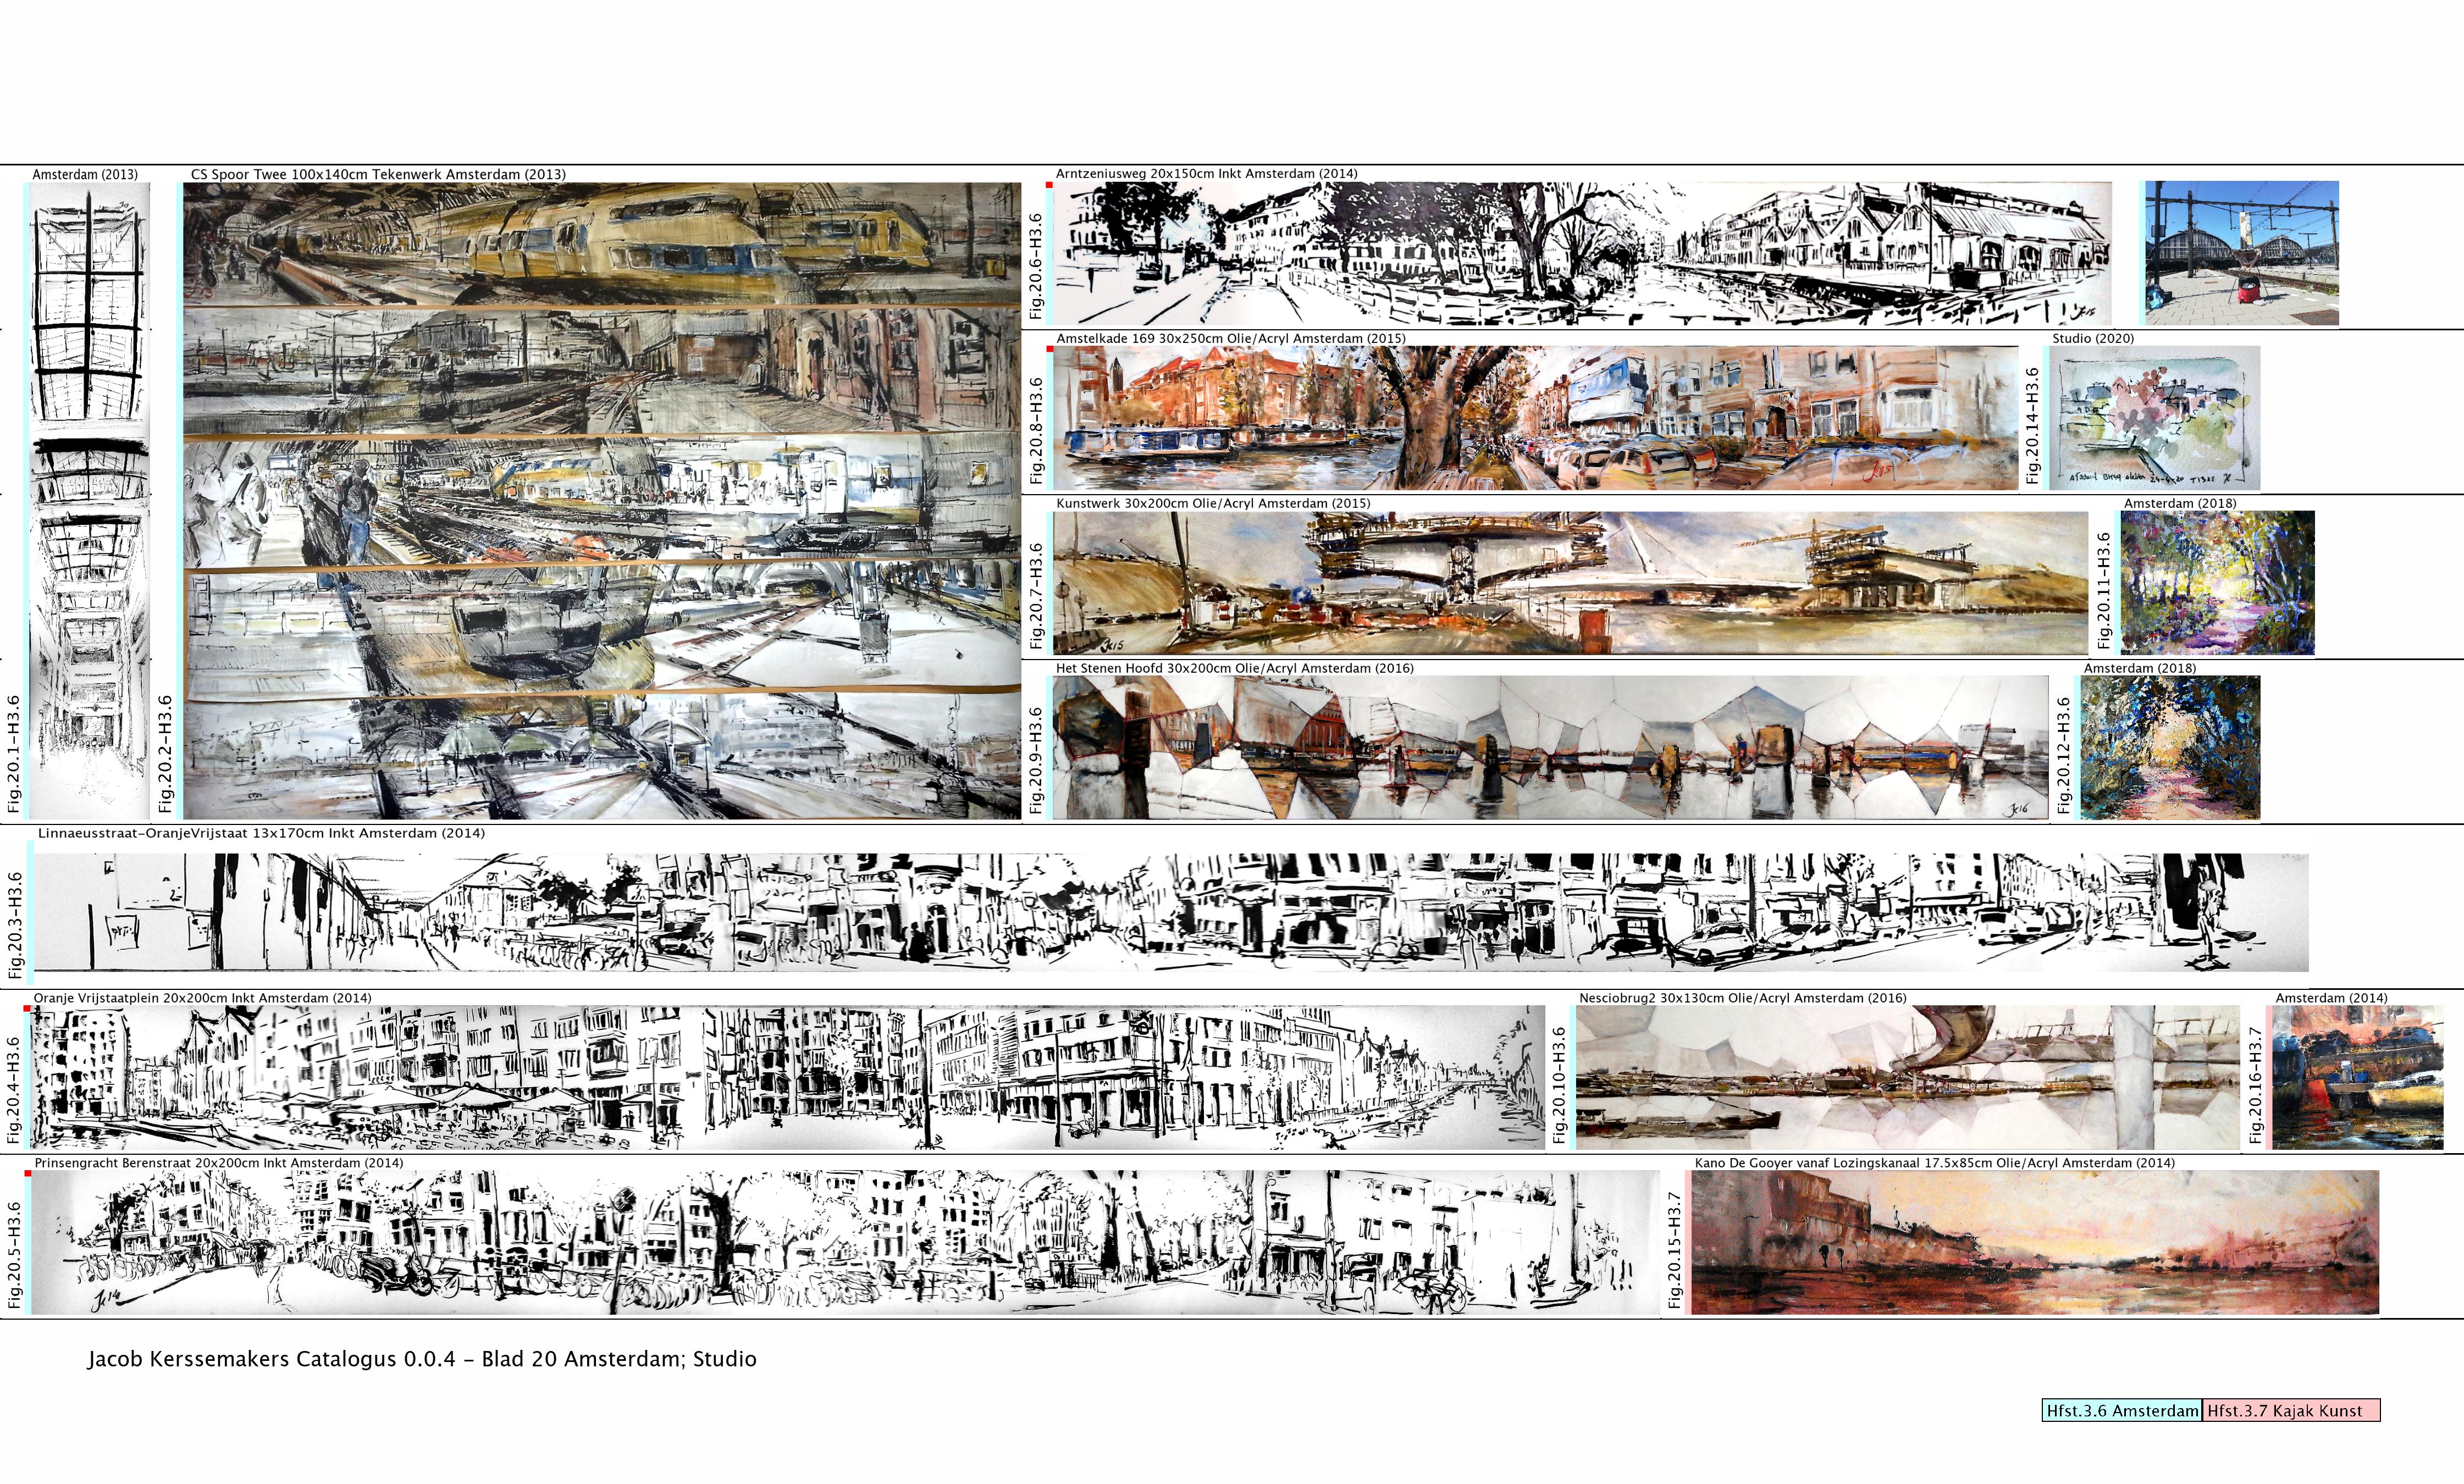 Amsterdam (2013)
Fig.20.1-H3.6
CS Spoor Twee 100x140cm Tekenwerk Amsterdam (2013)
Fig.20.2-H3.6
Arntzeniusweg 20x150cm Inkt Amsterdam (2014)
Fig.20.6-H3.6
Amstelkade 169 30x250cm Olie/Acryl Amsterdam (2015)
Fig.20.8-H3.6
Studio (2020)
Fig.20.14-H3.6
Kunstwerk 30x200cm Olie/Acryl Amsterdam (2015)
Fig.20.7-H3.6
Amsterdam (2018)
Fig.20.11-H3.6
Het Stenen Hoofd 30x200cm Olie/Acryl Amsterdam (2016)
Fig.20.9-H3.6
Amsterdam (2018)
Fig.20.12-H3.6
Linnaeusstraat-OranjeVrijstaat 13x170cm Inkt Amsterdam (2014)
Fig.20.3-H3.6
Oranje Vrijstaatplein 20x200cm Inkt Amsterdam (2014)
Fig.20.4-H3.6
Nesciobrug2 30x130cm Olie/Acryl Amsterdam (2016)
Fig.20.10-H3.6
Amsterdam (2014)
Fig.20.16-H3.7
Prinsengracht Berenstraat 20x200cm Inkt Amsterdam (2014)
Fig.20.5-H3.6
Kano De Gooyer vanaf Lozingskanaal 17.5x85cm Olie/Acryl Amsterdam (2014)
Fig.20.15-H3.7
Jacob Kerssemakers Catalogus 0.0.4 - Blad 20 Amsterdam; Studio
Hfst.3.6 Amsterdam
Hfst.3.7 Kajak Kunst